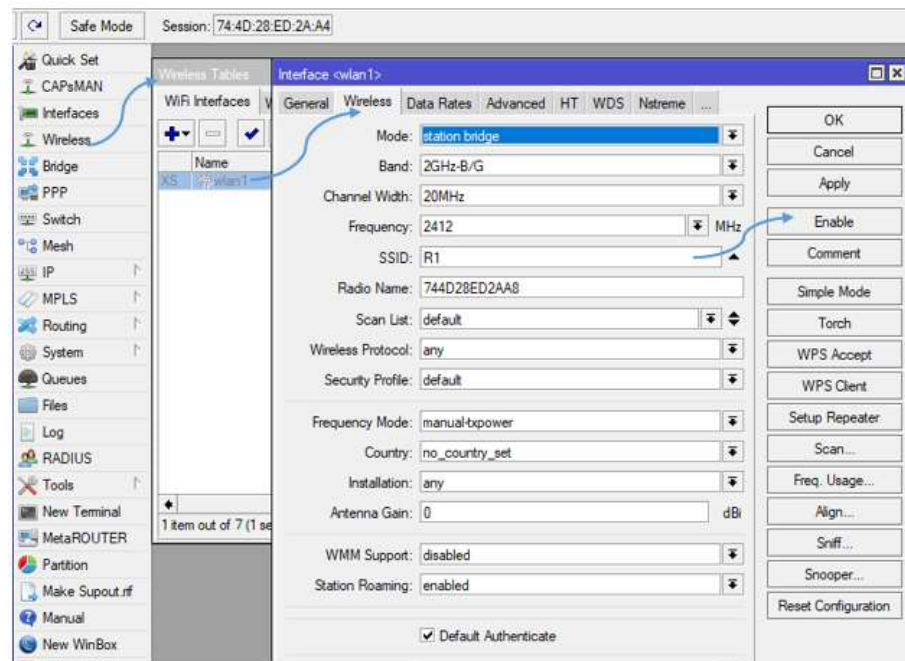 Safe Mode Session: 74:4D:28:ED:2A:A4
Quick Set
CAPsMAN
Interfaces
Wireless
Bridge
PPP
Switch
Mesh
IP
MPLS
Routing
System
Queues
Files
Log
RADIUS
Tools
New Terminal
MetaROUTER
Partition
Make Supout.rif
Manual
New WinBox
Wireless Tables
WiFi Interfaces
Name
XS wlan1
1 item out of 7 (1 se
Interface <wlan1>
General Wireless Data Rates Advanced HT WDS Nstreme ...
Mode: station bridge
Band: 2GHz-B/G
Channel Width: 20MHz
Frequency: 2412 MHz
SSID: R1
Radio Name: 744D28ED2AA8
Scan List: default
Wireless Protocol: any
Security Profile: default
Frequency Mode: manual-txpower
Country: no_country_set
Installation: any
Antenna Gain: 0 dBi
WMM Support: disabled
Station Roaming: enabled
Default Authenticate
OK
Cancel
Apply
Enable
Comment
Simple Mode
Torch
WPS Accept
WPS Client
Setup Repeater
Scan...
Freq. Usage...
Align...
Sniff...
Snooper...
Reset Configuration